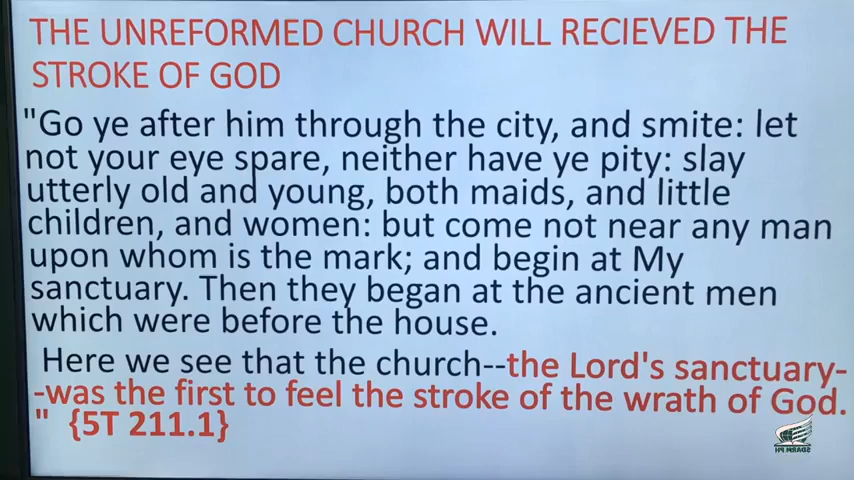 THE UNREFORMED CHURCH WILL RECIEVED THE
STROKE OF GOD
"Go ye after him through the city, and smite: let
not your eye spare, neither have ye pity: slay
utterly old and young, both maids, and little
children, and women: but come not near any man
upon whom is the mark; and begin at My
sanctuary. Then they began at the ancient men
which were before the house.
Here we see that the church--the Lord's sanctuary-
-was the first to feel the stroke of the wrath of God.
" {5T 211.1}
SDARM PH